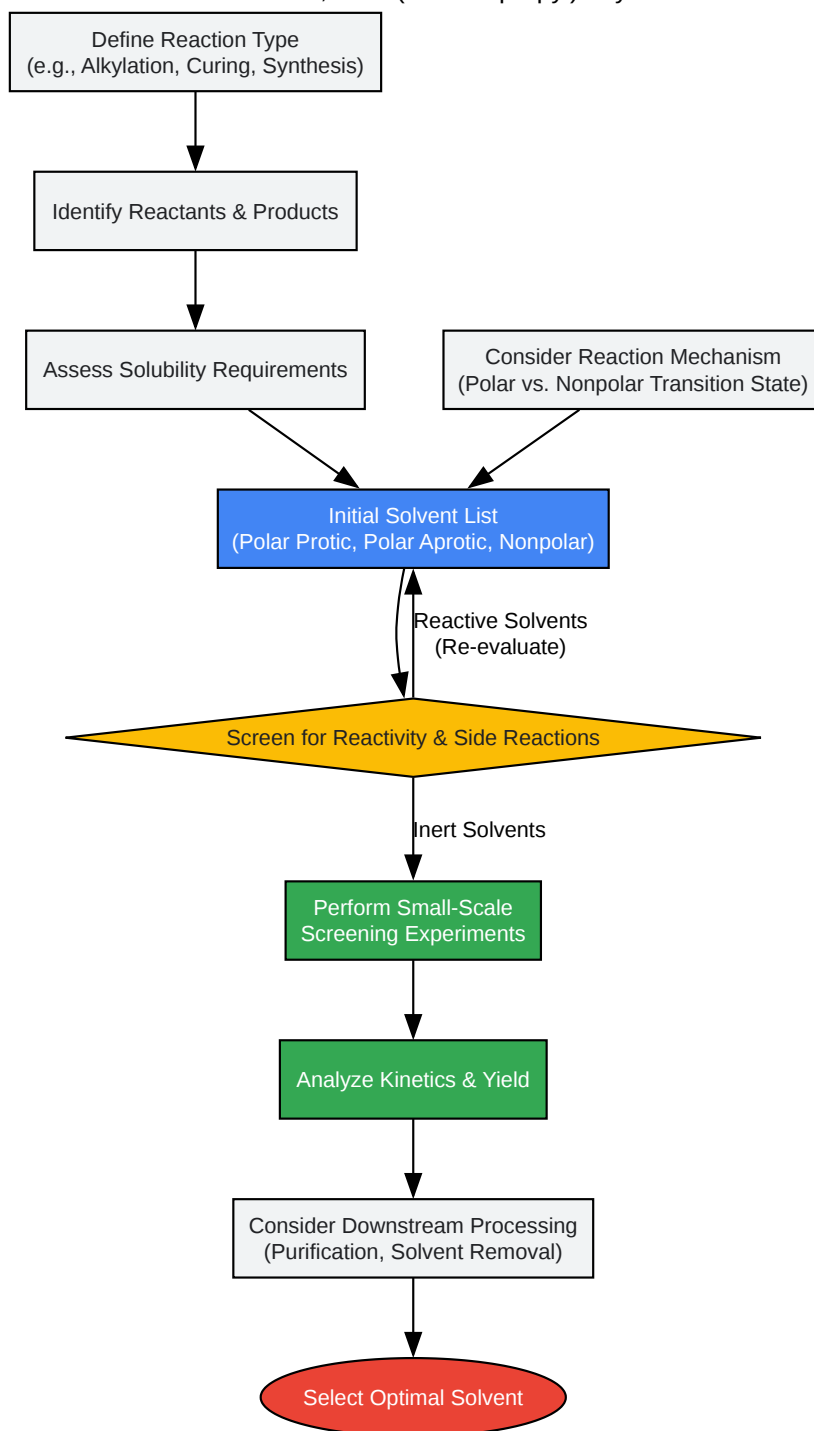 Define Reaction Type
(e.g., Alkylation, Curing, Synthesis)
Identify Reactants & Products
Assess Solubility Requirements
Consider Reaction Mechanism
(Polar vs. Nonpolar Transition State)
Initial Solvent List
(Polar Protic, Polar Aprotic, Nonpolar)
Reactive Solvents
(Re-evaluate)
Screen for Reactivity & Side Reactions
Inert Solvents
Perform Small-Scale
Screening Experiments
Analyze Kinetics & Yield
Consider Downstream Processing
(Purification, Solvent Removal)
Select Optimal Solvent